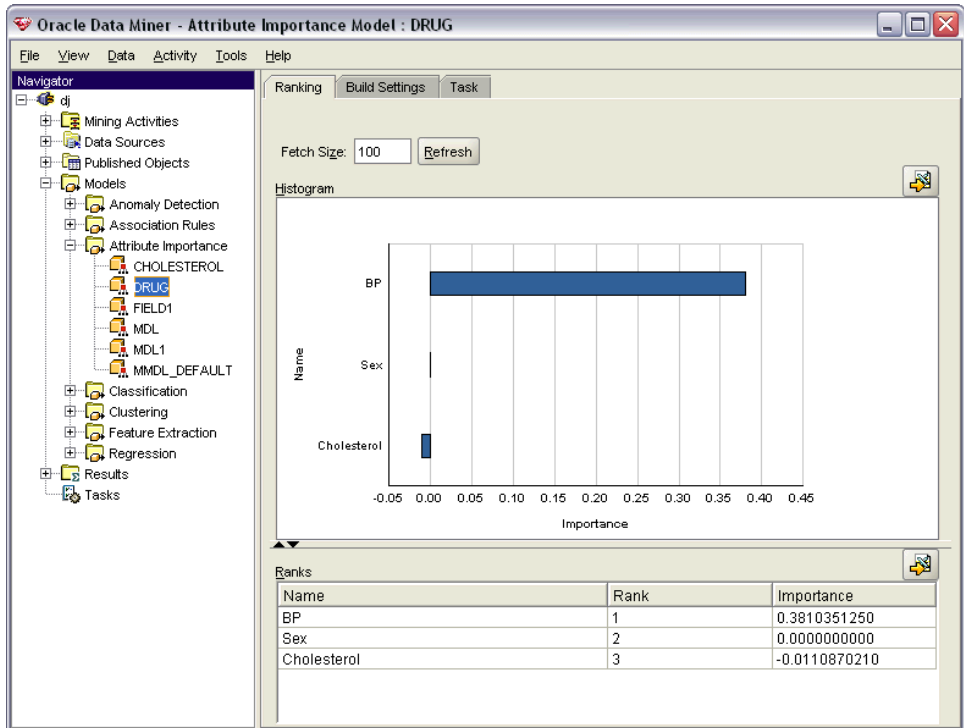 Oracle Data Miner - Attribute Importance Model : DRUG
File View Data Activity Tools Help
Navigator
dj
Mining Activities
Data Sources
Published Objects
Models
Anomaly Detection
Association Rules
Attribute Importance
CHOLESTEROL
DRUG
FIELD1
MDL
MDL1
MMDL_DEFAULT
Classification
Clustering
Feature Extraction
Regression
Results
Tasks
Ranking Build Settings Task
Fetch Size: 100 Refresh
Histogram
Name
BP
Sex
Cholesterol
-0.05 0.00 0.05 0.10 0.15 0.20 0.25 0.30 0.35 0.40 0.45
Importance
Ranks
Name Rank Importance
BP 1 0.3810351250
Sex 2 0.0000000000
Cholesterol 3 -0.0110870210